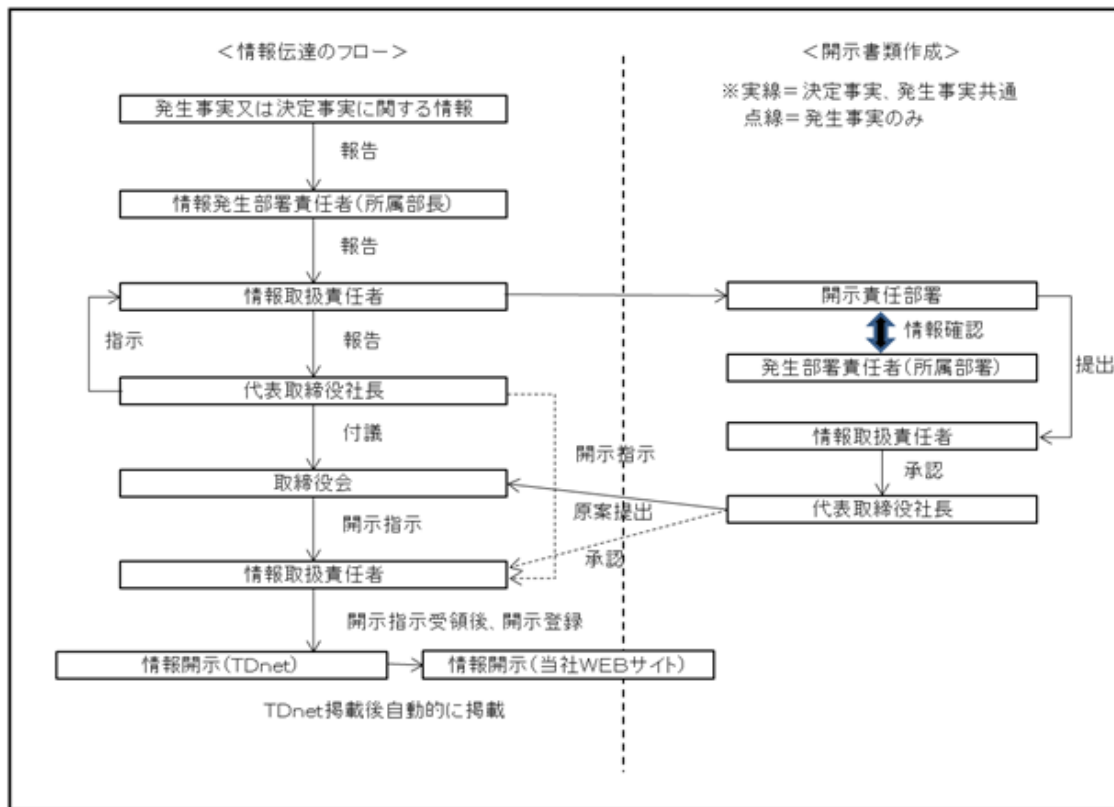 ＜情報伝達のフロー＞
発生事実又は決定事実に関する情報
報告
情報発生部署責任者（所属部長）
報告
情報取扱責任者
指示
報告
代表取締役社長
付議
開示指示
取締役会
原案提出
開示指示
承認
情報取扱責任者
開示指示受領後、開示登録
情報開示（TDnet）
情報開示（当社WEBサイト）
TDnet掲載後自動的に掲載
＜開示書類作成＞
※実線＝決定事実、発生事実共通
点線＝発生事実のみ
開示責任部署
情報確認
発生部署責任者（所属部署）
提出
情報取扱責任者
承認
代表取締役社長